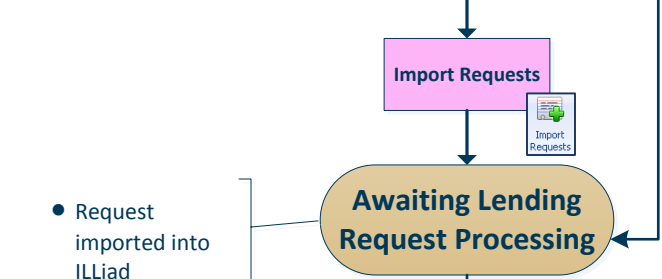 Import Requests
Import
Requests
Awaiting Lending
Request Processing
• Request
imported into
ILLiad